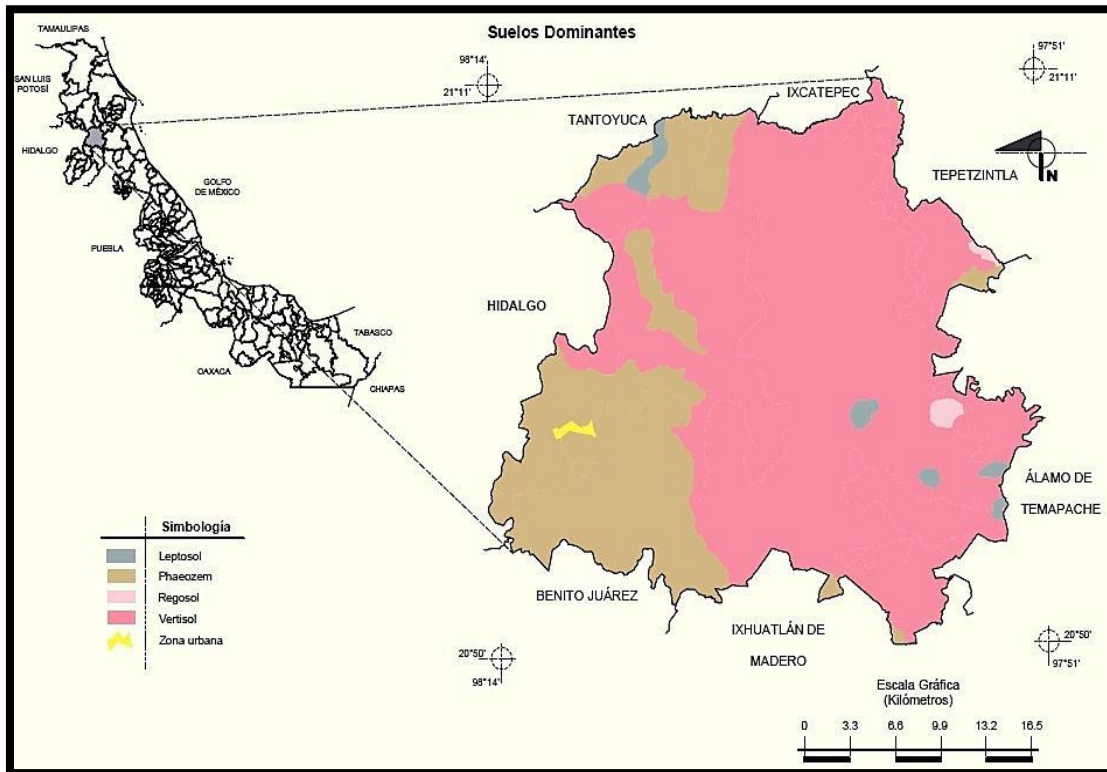 Suelos Dominantes
TAMAULIPAS
SAN LUIS
POTOSÍ
HIDALGO
GOLFO
DE MÉXICO
PUEBLA
TABASCO
OAXACA
CHIAPAS
98°14'
21°11'
97°51'
21°11'
IXCATEPEC
TANTOYUCA
TEPETZINTLA
N
HIDALGO
ÁLAMO DE
TEMAPACHE
BENITO JUÁREZ
IXHUATLÁN DE
MADERO
20°50'
98°14'
20°50'
97°51'
Simbología
Leptosol
Phaeozem
Regosol
Vertisol
Zona urbana
Escala Gráfica
(Kilómetros)
0 3.3 6.6 9.9 13.2 16.5